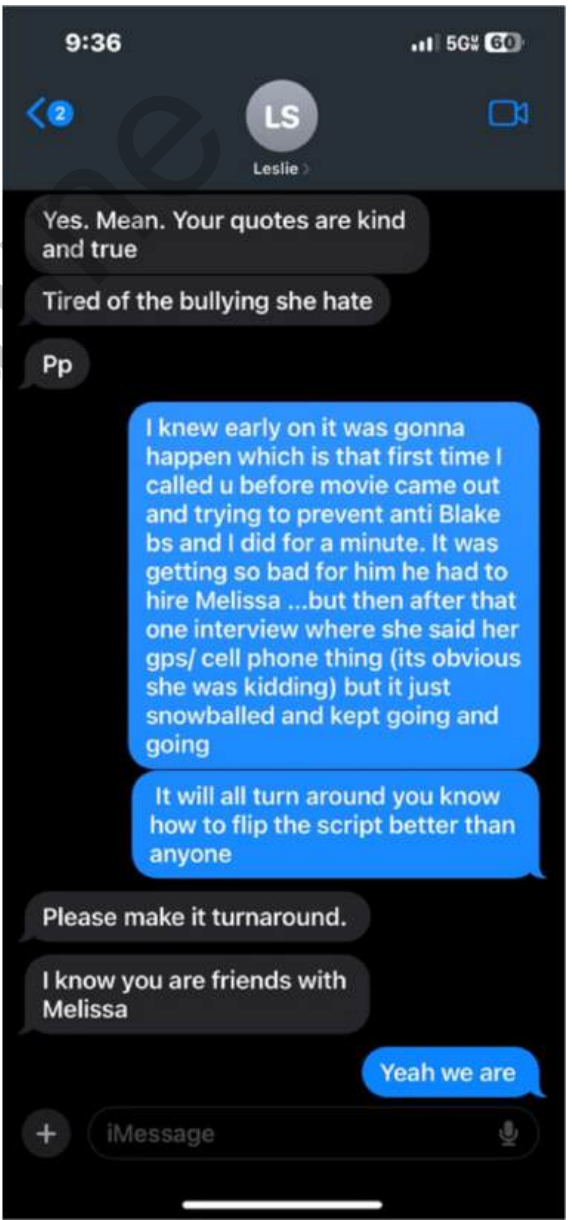 9:36
5G 60
2
LS
Leslie
Yes. Mean. Your quotes are kind
and true
Tired of the bullying she hate
Pp
I knew early on it was gonna
happen which is that first time I
called u before movie came out
and trying to prevent anti Blake
bs and I did for a minute. It was
getting so bad for him he had to
hire Melissa ...but then after that
one interview where she said her
gps/ cell phone thing (its obvious
she was kidding) but it just
snowballed and kept going and
going
It will all turn around you know
how to flip the script better than
anyone
Please make it turnaround.
I know you are friends with
Melissa
Yeah we are
iMessage